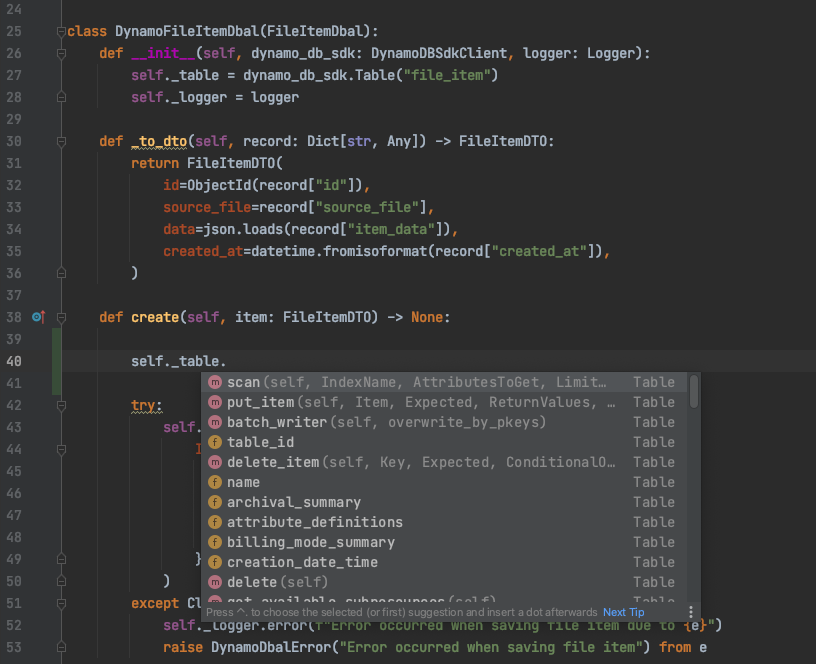 24
25 class DynamoFileItemDbal(FileItemDbal):
26 def __init__(self, dynamo_db_sdk: DynamoDBSdkClient, logger: Logger):
27 self._table = dynamo_db_sdk.Table("file_item")
28 self._logger = logger
29
30 def _to_dto(self, record: Dict[str, Any]) -> FileItemDTO:
31 return FileItemDTO(
32 id=ObjectId(record["id"]),
33 source_file=record["source_file"],
34 data=json.loads(record["item_data"]),
35 created_at=datetime.fromisoformat(record["created_at"]),
36 )
37
38 def create(self, item: FileItemDTO) -> None:
39
40 self._table.
41
m scan(self, IndexName, AttributesToGet, Limit… Table
m put_item(self, Item, Expected, ReturnValues, … Table
m batch_writer(self, overwrite_by_pkeys) Table
f table_id Table
m delete_item(self, Key, Expected, ConditionalO… Table
f name Table
f archival_summary Table
f attribute_definitions Table
f billing_mode_summary Table
f creation_date_time Table
m delete(self) Table
get_available_subresources(self) Table
Press ^. to choose the selected (or first) suggestion and insert a dot afterwards Next Tip
42 try:
43 self.
44
45
46
47
48
49 }
50 )
51 except Cl
52 self._logger.error(f"Error occurred when saving file item due to {e}")
53 raise DynamoDbalError("Error occurred when saving file item") from e